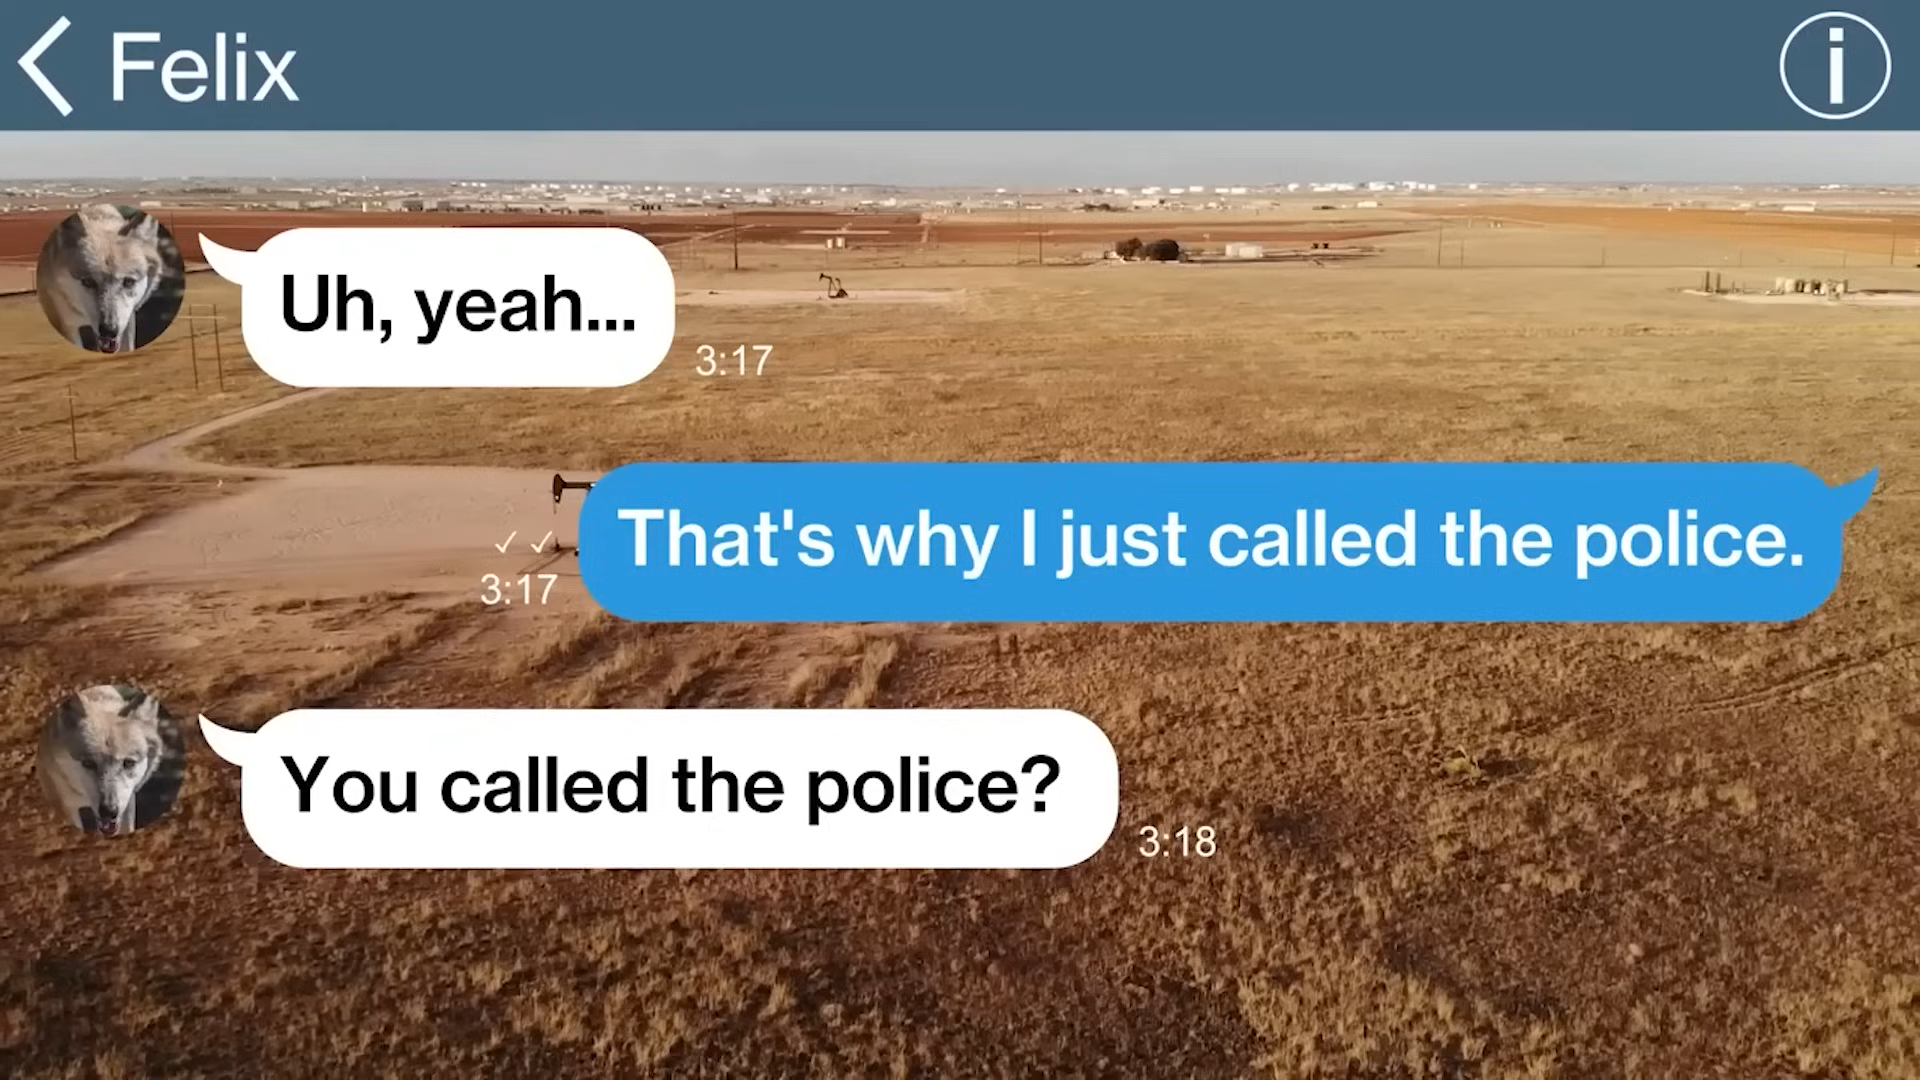 Felix
Uh, yeah...
3:17
That's why I just called the police.
✓ ✓
3:17
You called the police?
3:18